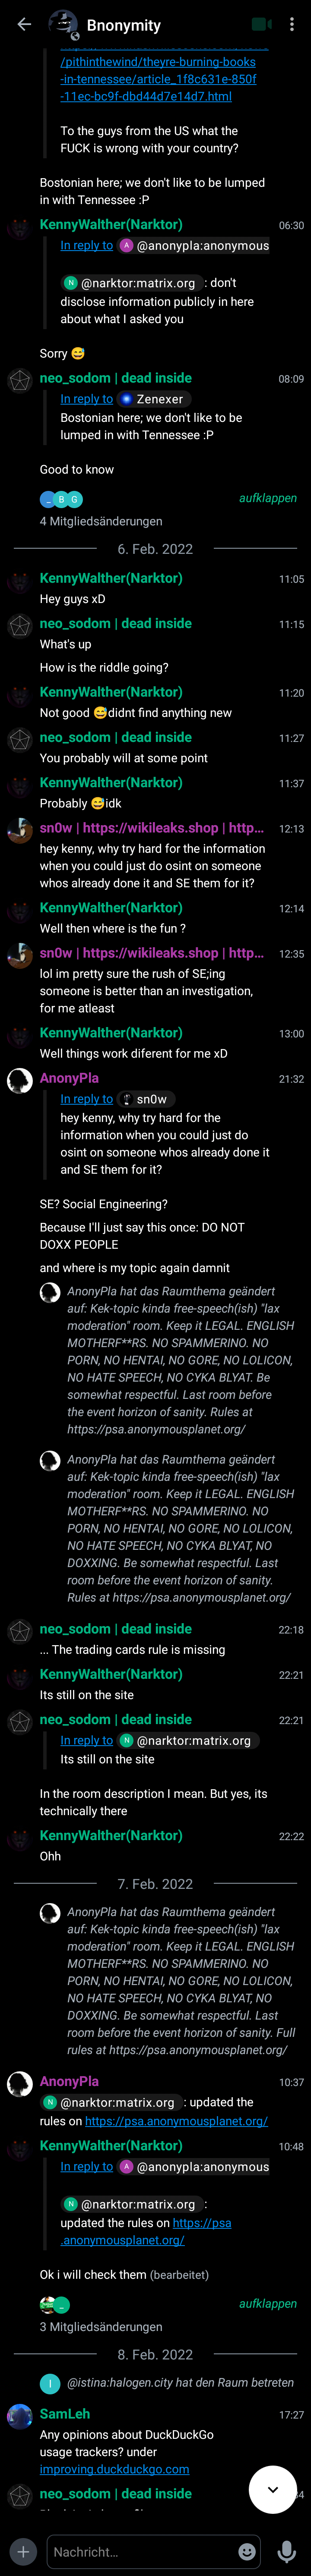 Bnonymity
/pithinthewind/theyre-burning-books
-in-tennessee/article_1f8c631e-850f
-11ec-bc9f-dbd44d7e14d7.html
To the guys from the US what the
FUCK is wrong with your country?
Bostonian here; we don't like to be lumped
in with Tennessee :P
KennyWalther(Narktor) 06:30
In reply to A @anonypla:anonymous
N @narktor:matrix.org : don't
disclose information publicly in here
about what I asked you
Sorry 😅
neo_sodom | dead inside 08:09
In reply to Zenexer
Bostonian here; we don't like to be
lumped in with Tennessee :P
Good to know
_ B G aufklappen
4 Mitgliedsänderungen
6. Feb. 2022
KennyWalther(Narktor) 11:05
Hey guys xD
neo_sodom | dead inside 11:15
What's up
How is the riddle going?
KennyWalther(Narktor) 11:20
Not good 😅didnt find anything new
neo_sodom | dead inside 11:27
You probably will at some point
KennyWalther(Narktor) 11:37
Probably 😅idk
sn0w | https://wikileaks.shop | http... 12:13
hey kenny, why try hard for the information
when you could just do osint on someone
whos already done it and SE them for it?
KennyWalther(Narktor) 12:14
Well then where is the fun ?
sn0w | https://wikileaks.shop | http... 12:35
lol im pretty sure the rush of SE;ing
someone is better than an investigation,
for me atleast
KennyWalther(Narktor) 13:00
Well things work diferent for me xD
AnonyPla 21:32
In reply to sn0w
hey kenny, why try hard for the
information when you could just do
osint on someone whos already done it
and SE them for it?
SE? Social Engineering?
Because I'll just say this once: DO NOT
DOXX PEOPLE
and where is my topic again damnit
AnonyPla hat das Raumthema geändert
auf: Kek-topic kinda free-speech(ish) "lax
moderation" room. Keep it LEGAL. ENGLISH
MOTHERF**RS. NO SPAMMERINO. NO
PORN, NO HENTAI, NO GORE, NO LOLICON,
NO HATE SPEECH, NO CYKA BLYAT. Be
somewhat respectful. Last room before
the event horizon of sanity. Rules at
https://psa.anonymousplanet.org/
AnonyPla hat das Raumthema geändert
auf: Kek-topic kinda free-speech(ish) "lax
moderation" room. Keep it LEGAL. ENGLISH
MOTHERF**RS. NO SPAMMERINO. NO
PORN, NO HENTAI, NO GORE, NO LOLICON,
NO HATE SPEECH, NO CYKA BLYAT, NO
DOXXING. Be somewhat respectful. Last
room before the event horizon of sanity.
Rules at https://psa.anonymousplanet.org/
neo_sodom | dead inside 22:18
... The trading cards rule is missing
KennyWalther(Narktor) 22:21
Its still on the site
neo_sodom | dead inside 22:21
In reply to N @narktor:matrix.org
Its still on the site
In the room description I mean. But yes, its
technically there
KennyWalther(Narktor) 22:22
Ohh
7. Feb. 2022
AnonyPla hat das Raumthema geändert
auf: Kek-topic kinda free-speech(ish) "lax
moderation" room. Keep it LEGAL. ENGLISH
MOTHERF**RS. NO SPAMMERINO. NO
PORN, NO HENTAI, NO GORE, NO LOLICON,
NO HATE SPEECH, NO CYKA BLYAT, NO
DOXXING. Be somewhat respectful. Last
room before the event horizon of sanity. Full
rules at https://psa.anonymousplanet.org/
AnonyPla 10:37
N @narktor:matrix.org : updated the
rules on https://psa.anonymousplanet.org/
KennyWalther(Narktor) 10:48
In reply to A @anonypla:anonymous
N @narktor:matrix.org :
updated the rules on https://psa
.anonymousplanet.org/
Ok i will check them (bearbeitet)
_ aufklappen
3 Mitgliedsänderungen
8. Feb. 2022
I @istina:halogen.city hat den Raum betreten
SamLeh 17:27
Any opinions about DuckDuckGo
usage trackers? under
improving.duckduckgo.com
neo_sodom | dead inside
Nachricht...